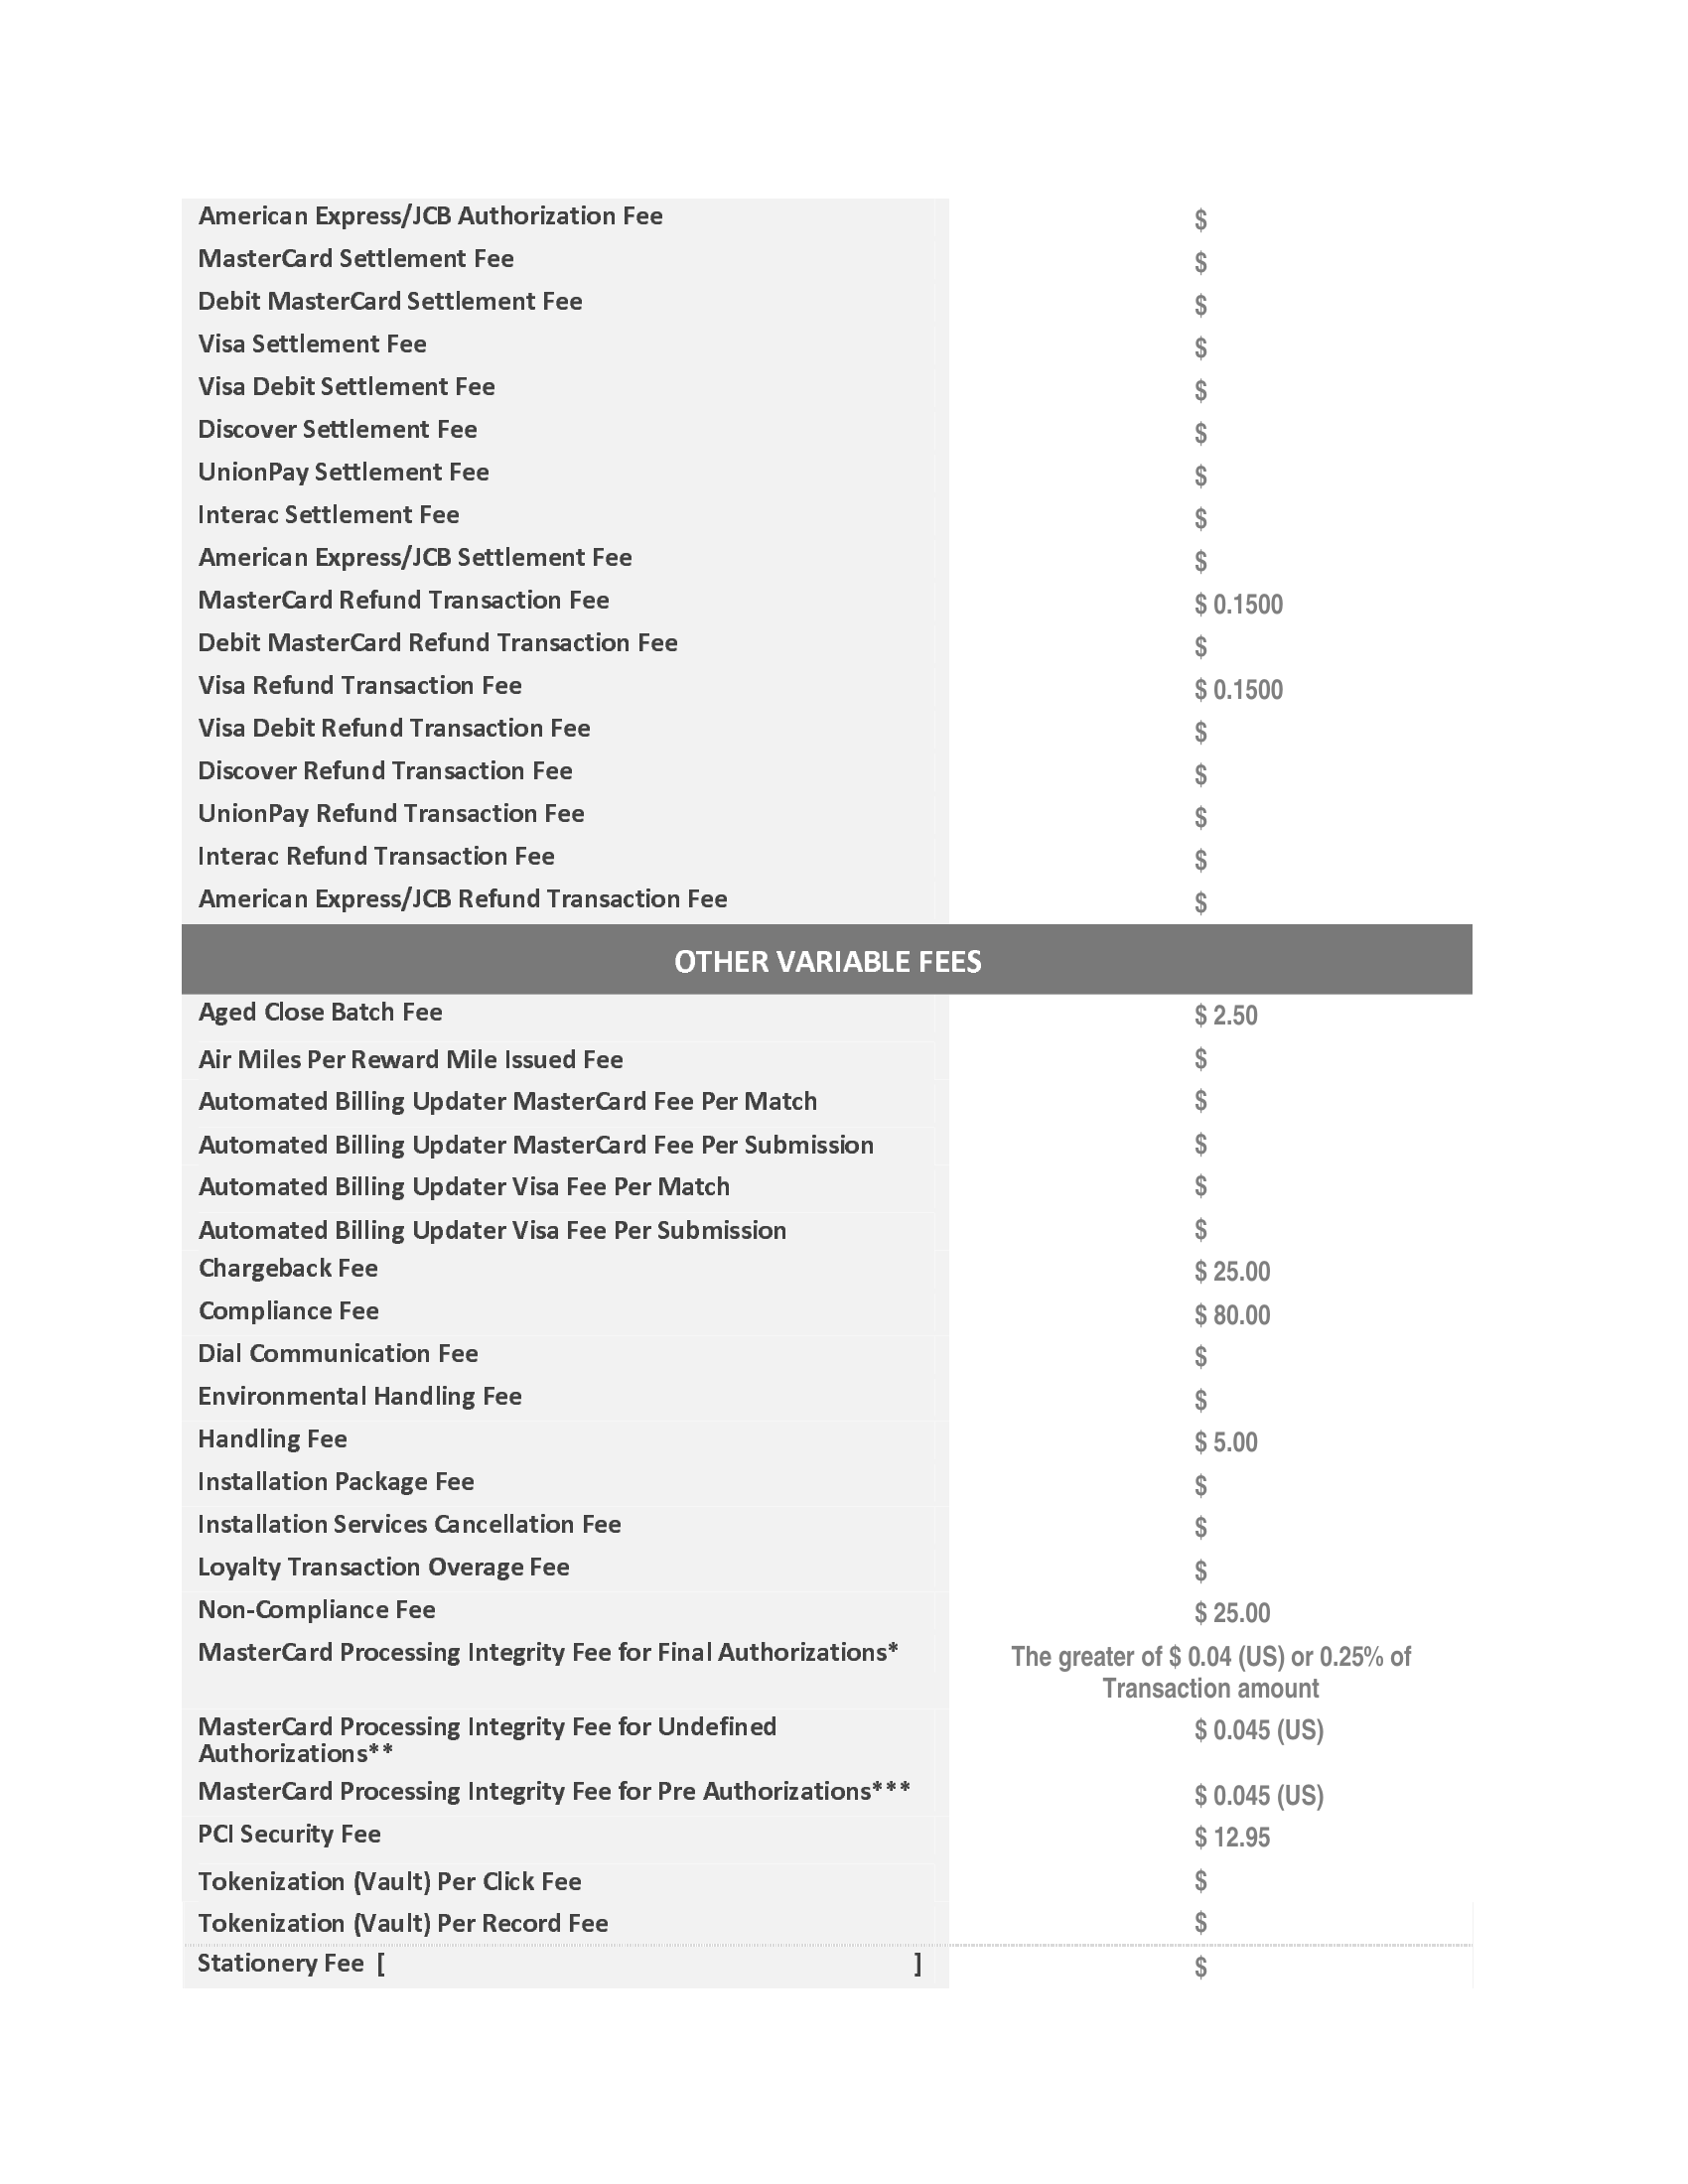 American Express/JCB Authorization Fee $
MasterCard Settlement Fee $
Debit MasterCard Settlement Fee $
Visa Settlement Fee $
Visa Debit Settlement Fee $
Discover Settlement Fee $
UnionPay Settlement Fee $
Interac Settlement Fee $
American Express/JCB Settlement Fee $
MasterCard Refund Transaction Fee $ 0.1500
Debit MasterCard Refund Transaction Fee $
Visa Refund Transaction Fee $ 0.1500
Visa Debit Refund Transaction Fee $
Discover Refund Transaction Fee $
UnionPay Refund Transaction Fee $
Interac Refund Transaction Fee $
American Express/JCB Refund Transaction Fee $
OTHER VARIABLE FEES
Aged Close Batch Fee $ 2.50
Air Miles Per Reward Mile Issued Fee $
Automated Billing Updater MasterCard Fee Per Match $
Automated Billing Updater MasterCard Fee Per Submission $
Automated Billing Updater Visa Fee Per Match $
Automated Billing Updater Visa Fee Per Submission $
Chargeback Fee $ 25.00
Compliance Fee $ 80.00
Dial Communication Fee $
Environmental Handling Fee $
Handling Fee $ 5.00
Installation Package Fee $
Installation Services Cancellation Fee $
Loyalty Transaction Overage Fee $
Non-Compliance Fee $ 25.00
MasterCard Processing Integrity Fee for Final Authorizations* The greater of $ 0.04 (US) or 0.25% of
Transaction amount
MasterCard Processing Integrity Fee for Undefined $ 0.045 (US)
Authorizations**
MasterCard Processing Integrity Fee for Pre Authorizations*** $ 0.045 (US)
PCI Security Fee $ 12.95
Tokenization (Vault) Per Click Fee $
Tokenization (Vault) Per Record Fee $
Stationery Fee [ ] $